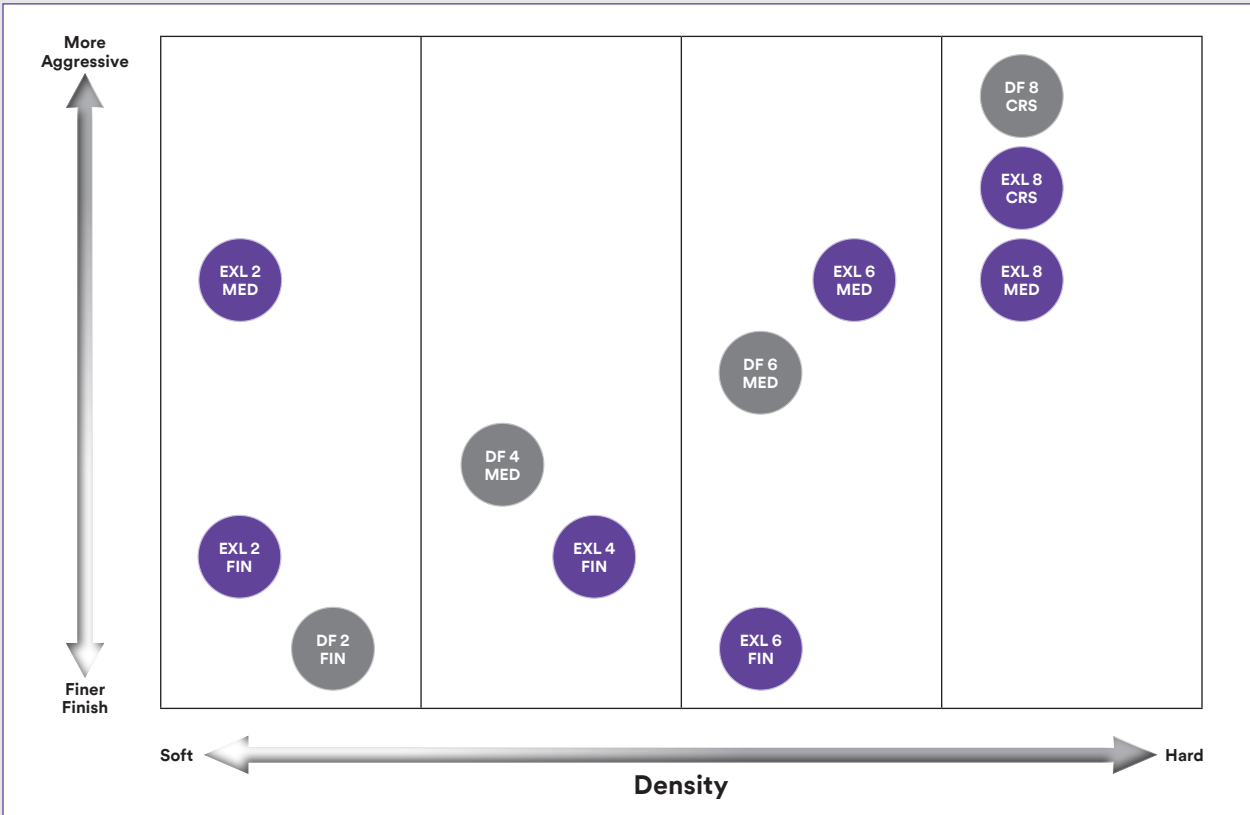 More
Aggressive
DF 8
CRS
EXL 8
CRS
EXL 2
MED
EXL 6
MED
EXL 8
MED
DF 6
MED
DF 4
MED
EXL 2
FIN
EXL 4
FIN
DF 2
FIN
EXL 6
FIN
Finer
Finish
Soft
Hard
Density